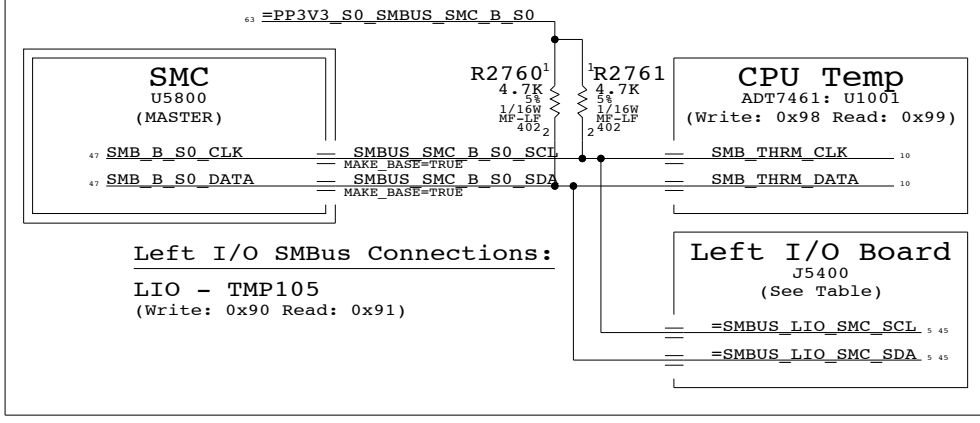 63 =PP3V3_S0_SMBUS_SMC_B_S0
SMC
U5800
(MASTER)
47 SMB_B_S0_CLK
47 SMB_B_S0_DATA
SMBUS_SMC_B_S0_SCL
MAKE_BASE=TRUE
SMBUS_SMC_B_S0_SDA
MAKE_BASE=TRUE
R2760 1
4.7K
5%
1/16W
MF-LF
402 2
1 R2761
4.7K
5%
1/16W
MF-LF
2 402
CPU Temp
ADT7461: U1001
(Write: 0x98 Read: 0x99)
SMB_THRM_CLK 10
SMB_THRM_DATA 10
Left I/O SMBus Connections:
LIO - TMP105
(Write: 0x90 Read: 0x91)
Left I/O Board
J5400
(See Table)
=SMBUS_LIO_SMC_SCL 5 45
=SMBUS_LIO_SMC_SDA 5 45